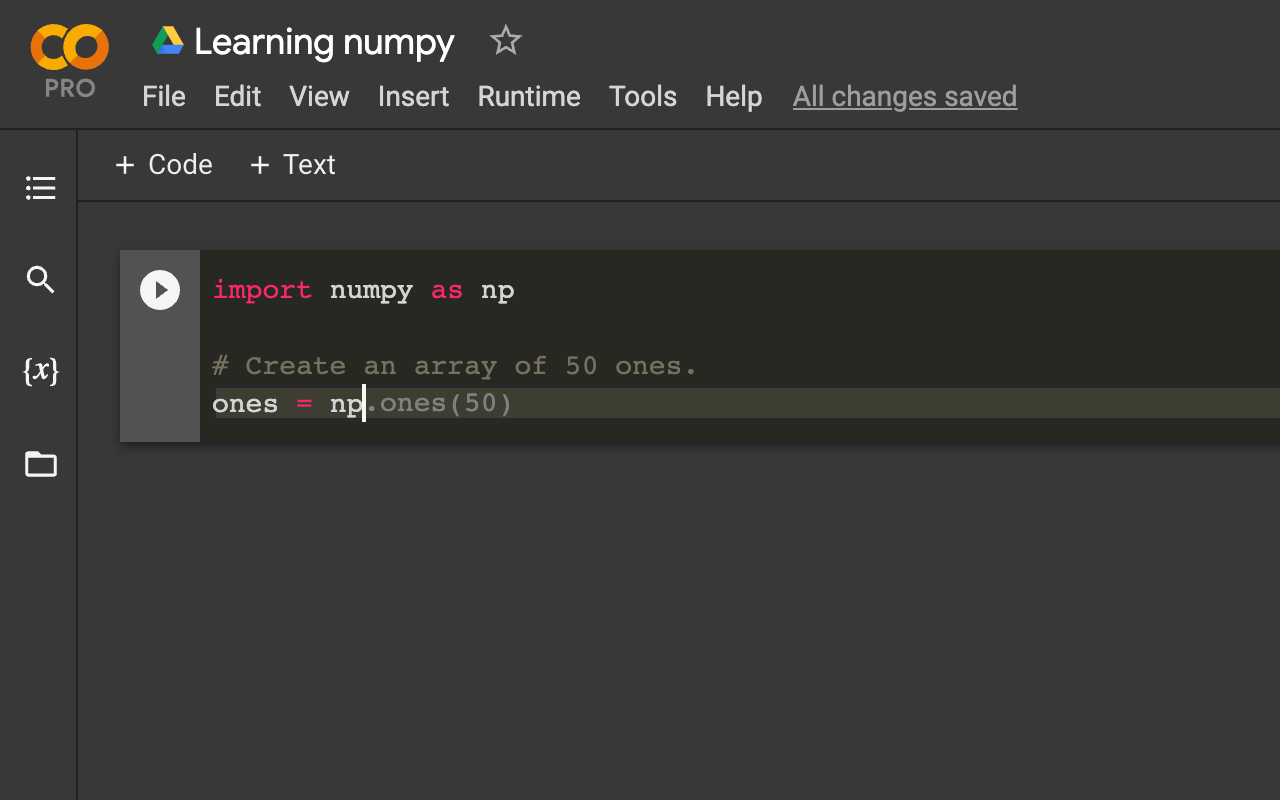 Learning numpy
PRO
File Edit View Insert Runtime Tools Help All changes saved
+ Code + Text
import numpy as np
{x}
# Create an array of 50 ones.
ones = np.ones(50)